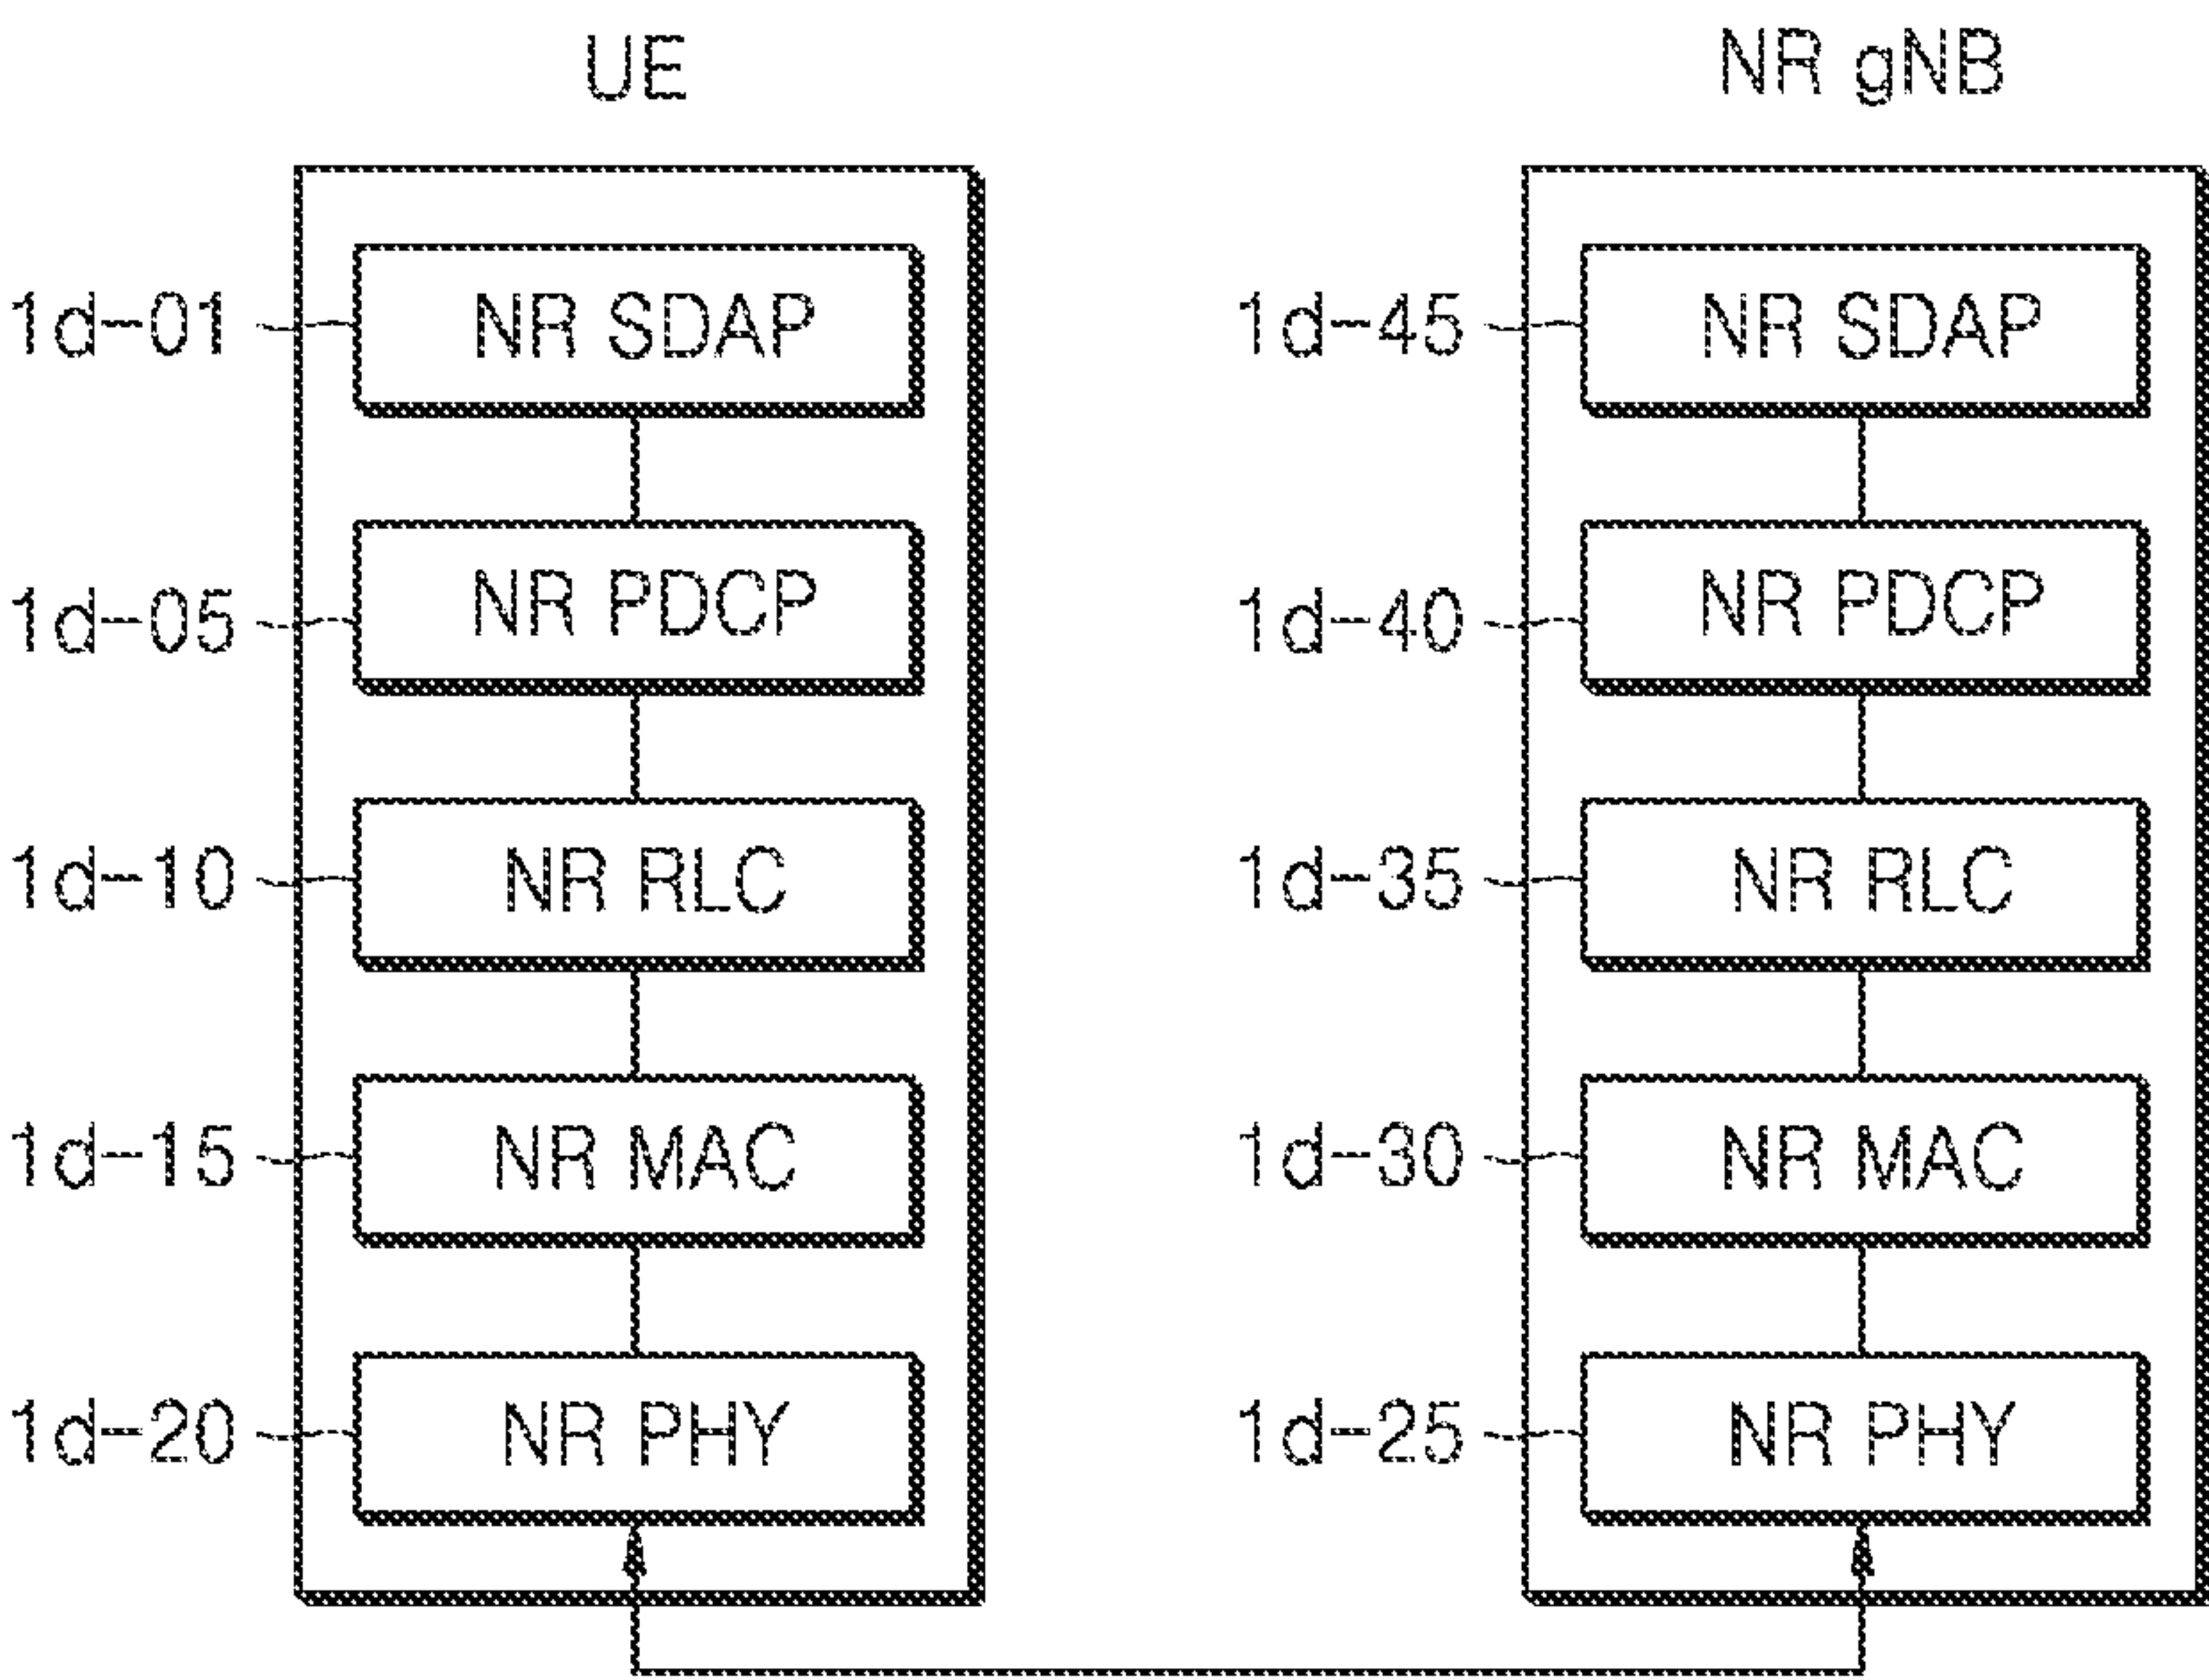 UE
NR gNB
1d-01 NR SDAP
1d-45 NR SDAP
1d-05 NR PDCP
1d-40 NR PDCP
1d-10 NR RLC
1d-35 NR RLC
1d-15 NR MAC
1d-30 NR MAC
1d-20 NR PHY
1d-25 NR PHY